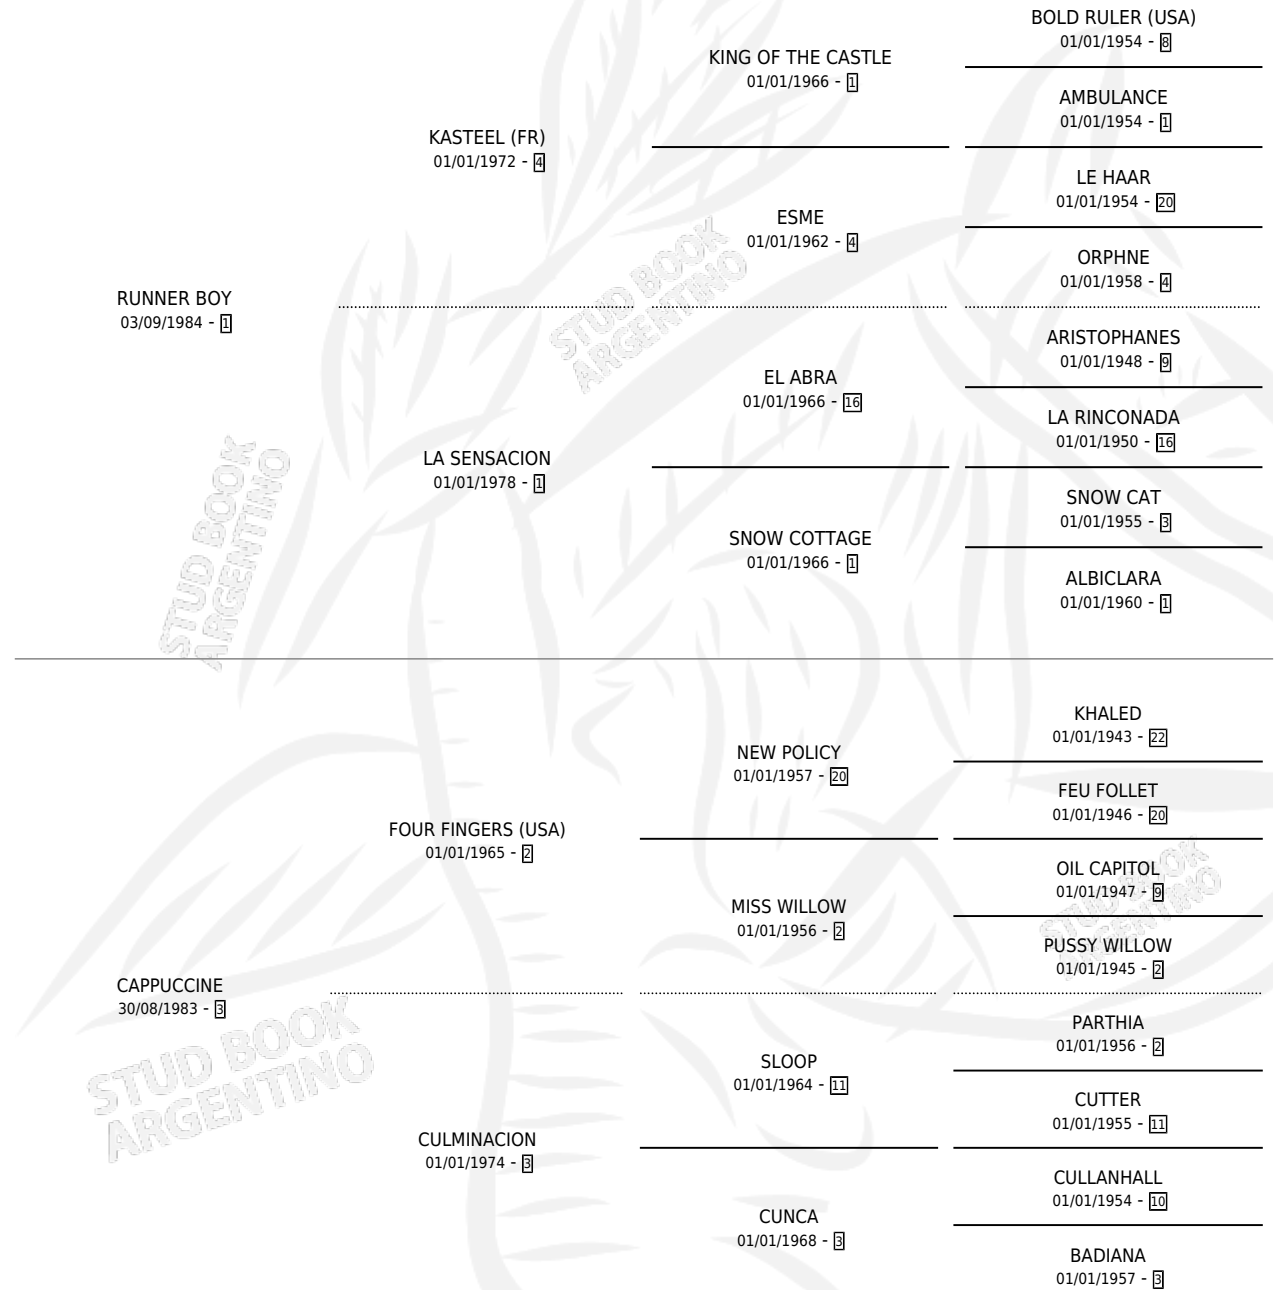 BOLD RULER (USA)
01/01/1954 - 8
KING OF THE CASTLE
01/01/1966 - 1
AMBULANCE
01/01/1954 - 1
KASTEEL (FR)
01/01/1972 - 4
LE HAAR
01/01/1954 - 20
ESME
01/01/1962 - 4
ORPHNE
01/01/1958 - 4
RUNNER BOY
03/09/1984 - 1
ARISTOPHANES
01/01/1948 - 9
EL ABRA
01/01/1966 - 16
LA RINCONADA
01/01/1950 - 16
LA SENSACION
01/01/1978 - 1
SNOW CAT
01/01/1955 - 3
SNOW COTTAGE
01/01/1966 - 1
ALBICLARA
01/01/1960 - 1
KHALED
01/01/1943 - 22
NEW POLICY
01/01/1957 - 20
FEU FOLLET
01/01/1946 - 20
FOUR FINGERS (USA)
01/01/1965 - 2
OIL CAPITOL
01/01/1947 - 9
MISS WILLOW
01/01/1956 - 2
PUSSY WILLOW
01/01/1945 - 2
CAPPUCCINE
30/08/1983 - 3
PARTHIA
01/01/1956 - 2
SLOOP
01/01/1964 - 11
CUTTER
01/01/1955 - 11
CULMINACION
01/01/1974 - 3
CULLANHALL
01/01/1954 - 10
CUNCA
01/01/1968 - 3
BADIANA
01/01/1957 - 3
STUD BOOK
ARGENTINO
STUD BOOK
ARGENTINO
STUD BOOK
ARGENTINO
STUD BOOK
ARGENTINO